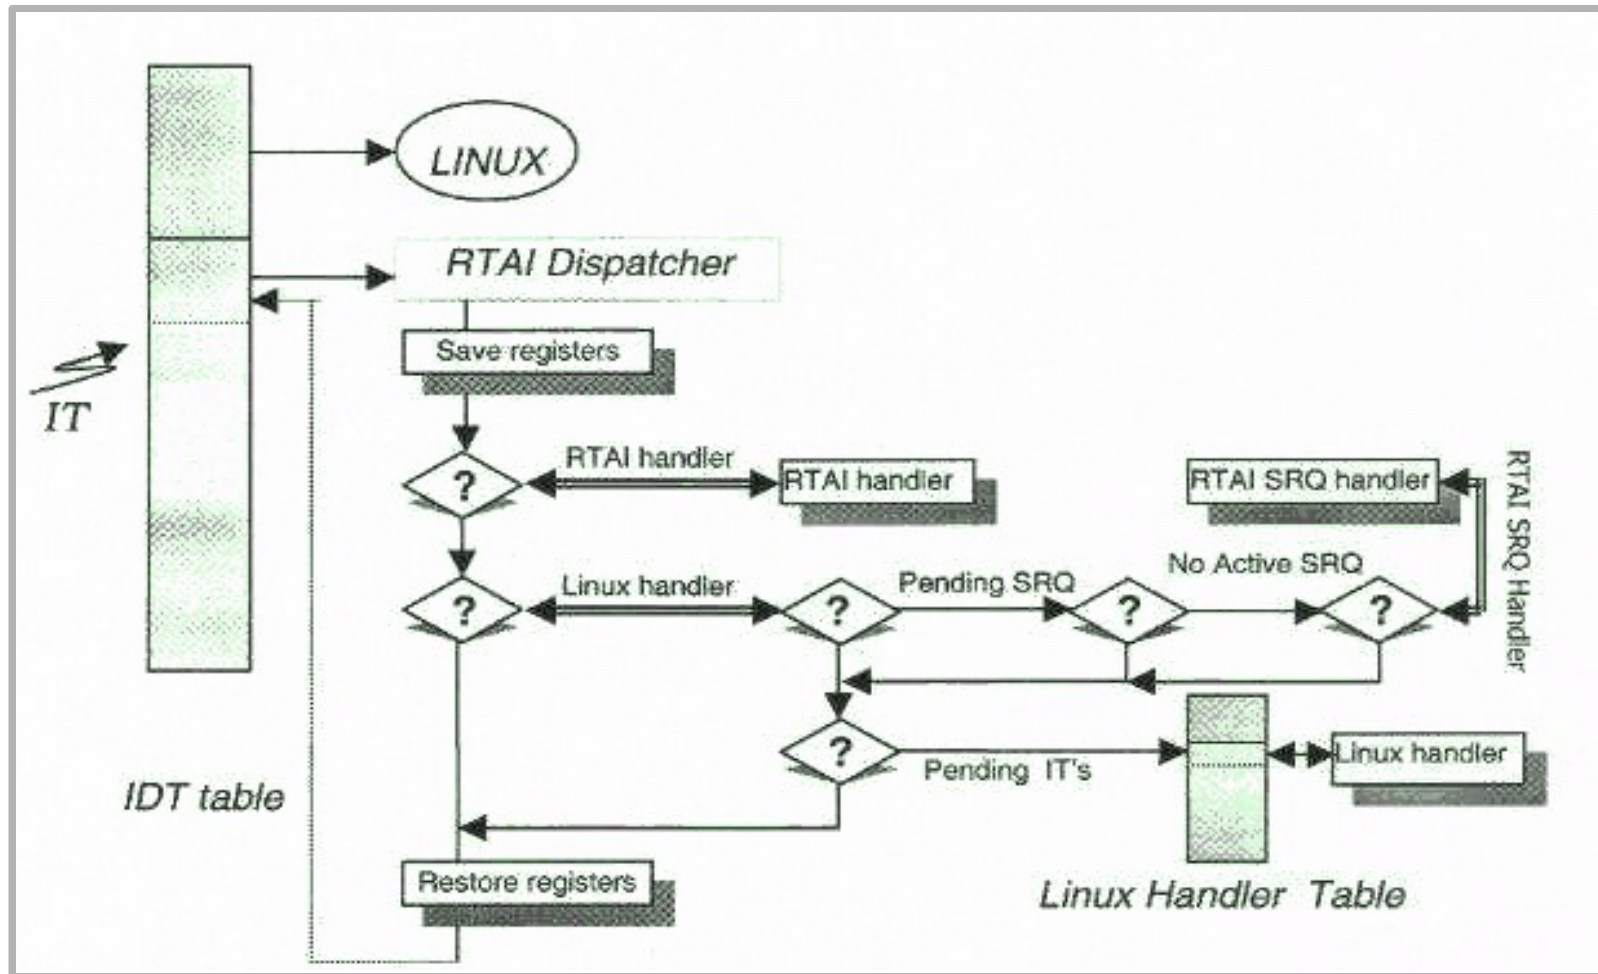 LINUX
RTAI Dispatcher
Save registers
IT
?
RTAI handler
RTAI handler
RTAI SRQ handler
RTAI SRQ Handler
?
Linux handler
?
Pending SRQ
?
No Active SRQ
?
?
Pending IT's
Linux handler
IDT table
Restore registers
Linux Handler Table